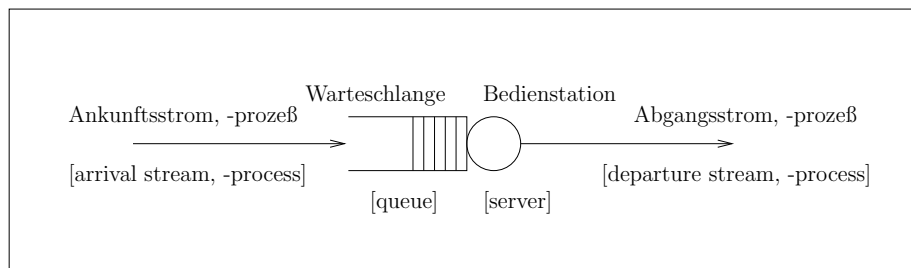 Warteschlange Bedienstation
Ankunftsstrom, -prozeß Abgangsstrom, -prozeß
[arrival stream, -process] [departure stream, -process]
[queue] [server]